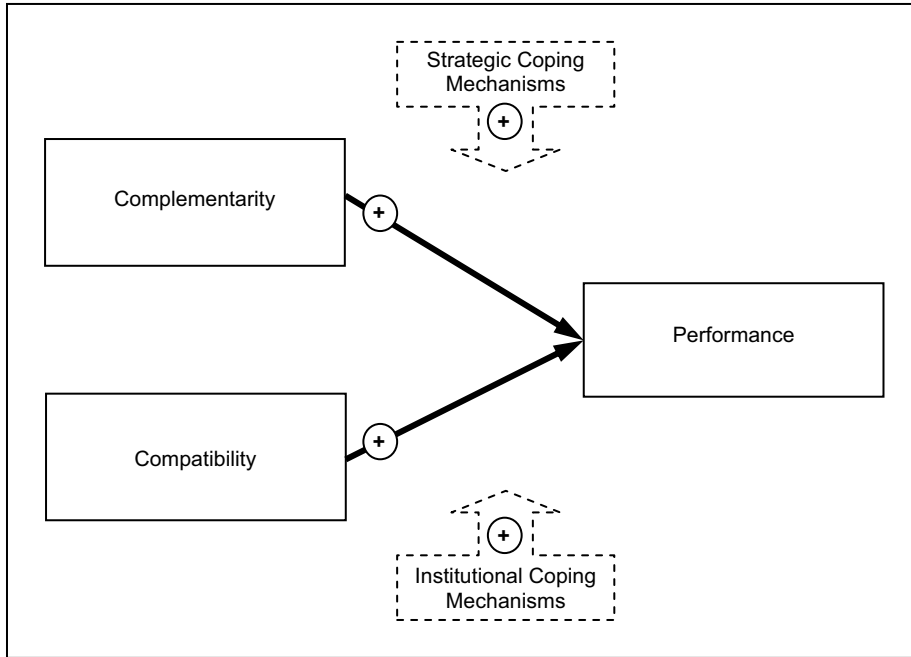 Strategic Coping
Mechanisms
+
Complementarity
+
Performance
+
Compatibility
+
Institutional Coping
Mechanisms